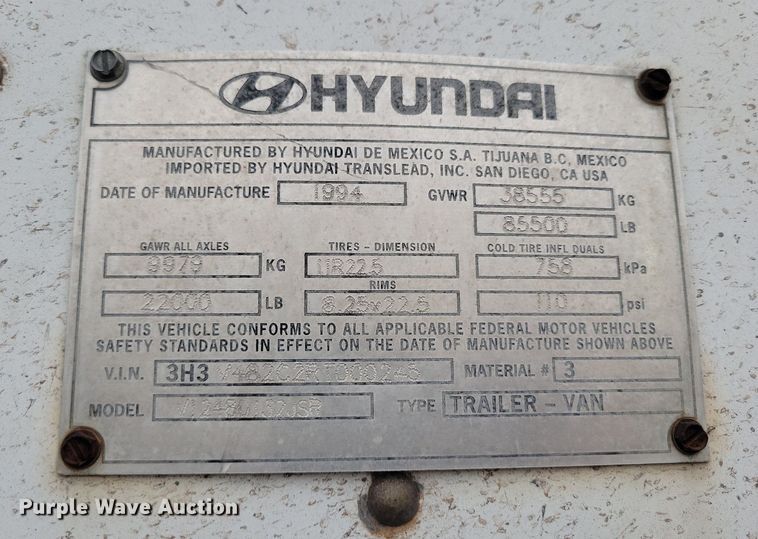 HYUNDAI
MANUFACTURED BY HYUNDAI DE MEXICO S.A. TIJUANA B.C. MEXICO
IMPORTED BY HYUNDAI TRANSLEAD, INC. SAN DIEGO, CA USA
DATE OF MANUFACTURE 1994 GVWR 38555 KG
85500 LB
GAWR ALL AXLES TIRES - DIMENSION COLD TIRE INFL DUALS
9979 KG 11R22.5 758 kPa
RIMS
22000 LB 8.25x22.5 110 psi
THIS VEHICLE CONFORMS TO ALL APPLICABLE FEDERAL MOTOR VEHICLES
SAFETY STANDARDS IN EFFECT ON THE DATE OF MANUFACTURE SHOWN ABOVE
V.I.N. 3H3 MATERIAL # 3
MODEL TYPE TRAILER - VAN
Purple Wave Auction